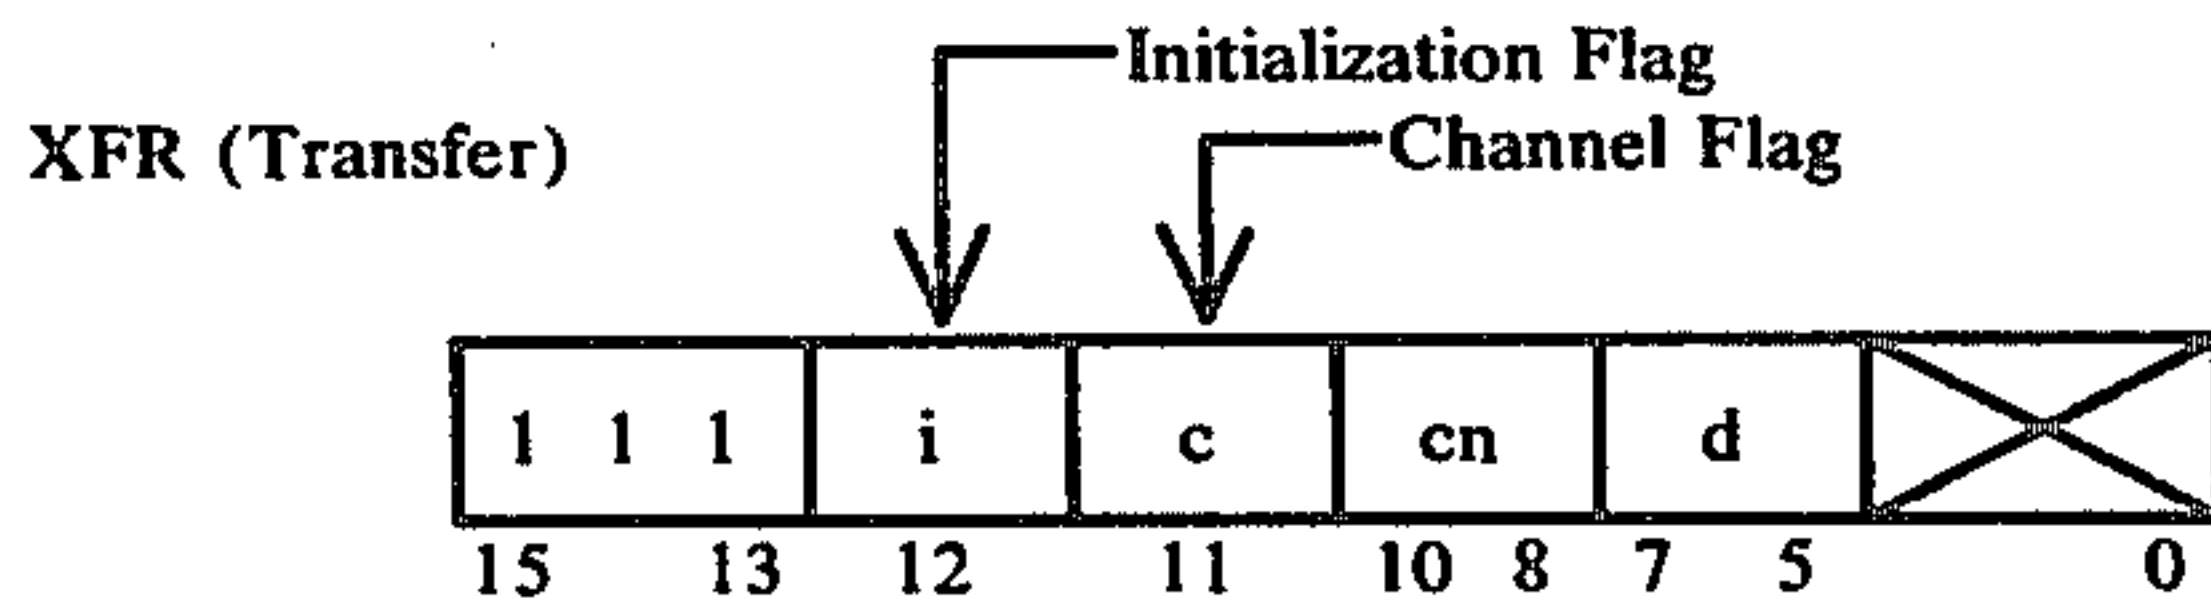 Initialization Flag
XFR (Transfer)
Channel Flag
1 1 1 i c cn d
15 13 12 11 10 8 7 5 0